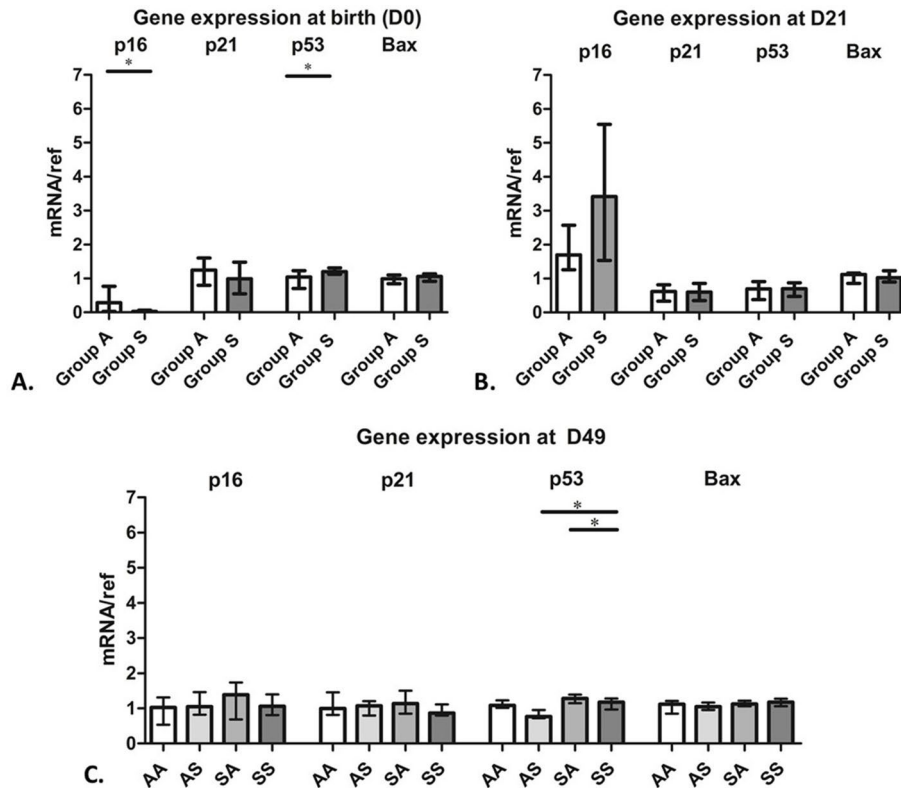 Gene expression at birth (D0)
p16 p21 p53 Bax
* *
mRNA/ref
7
6
5
4
3
2
1
0
Group A Group S Group A Group S Group A Group S Group A Group S
A.
Gene expression at D21
p16 p21 p53 Bax
mRNA/ref
7
6
5
4
3
2
1
0
Group A Group S Group A Group S Group A Group S Group A Group S
B.
Gene expression at D49
p16 p21 p53 Bax
*
*
mRNA/ref
7
6
5
4
3
2
1
0
AA AS SA SS AA AS SA SS AA AS SA SS AA AS SA SS
C.